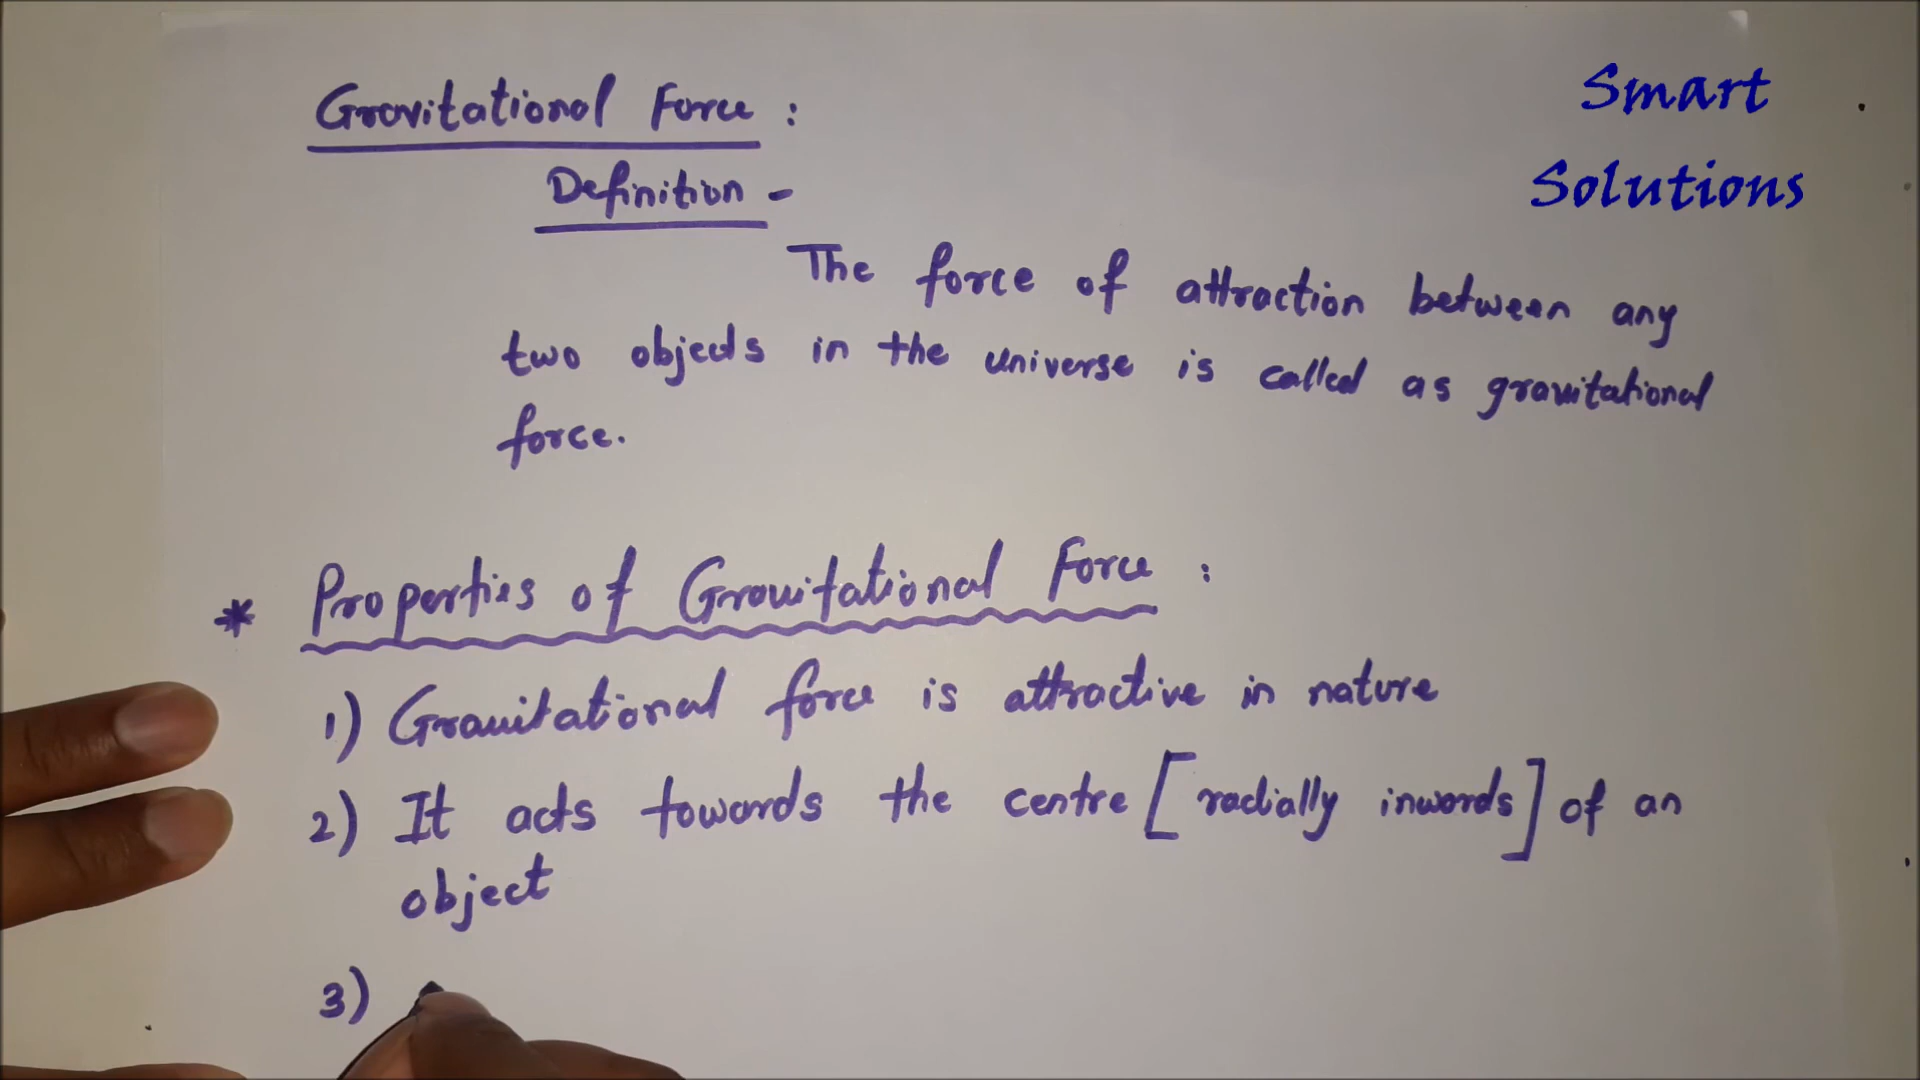 Gravitational Force :
Definition -
The force of attraction between any
two objects in the universe is called as gravitational
force.
* Properties of Gravitational Force :
1) Gravitational force is attractive in nature
2) It acts towards the centre [radially inwards] of an
object
3)
Smart
Solutions